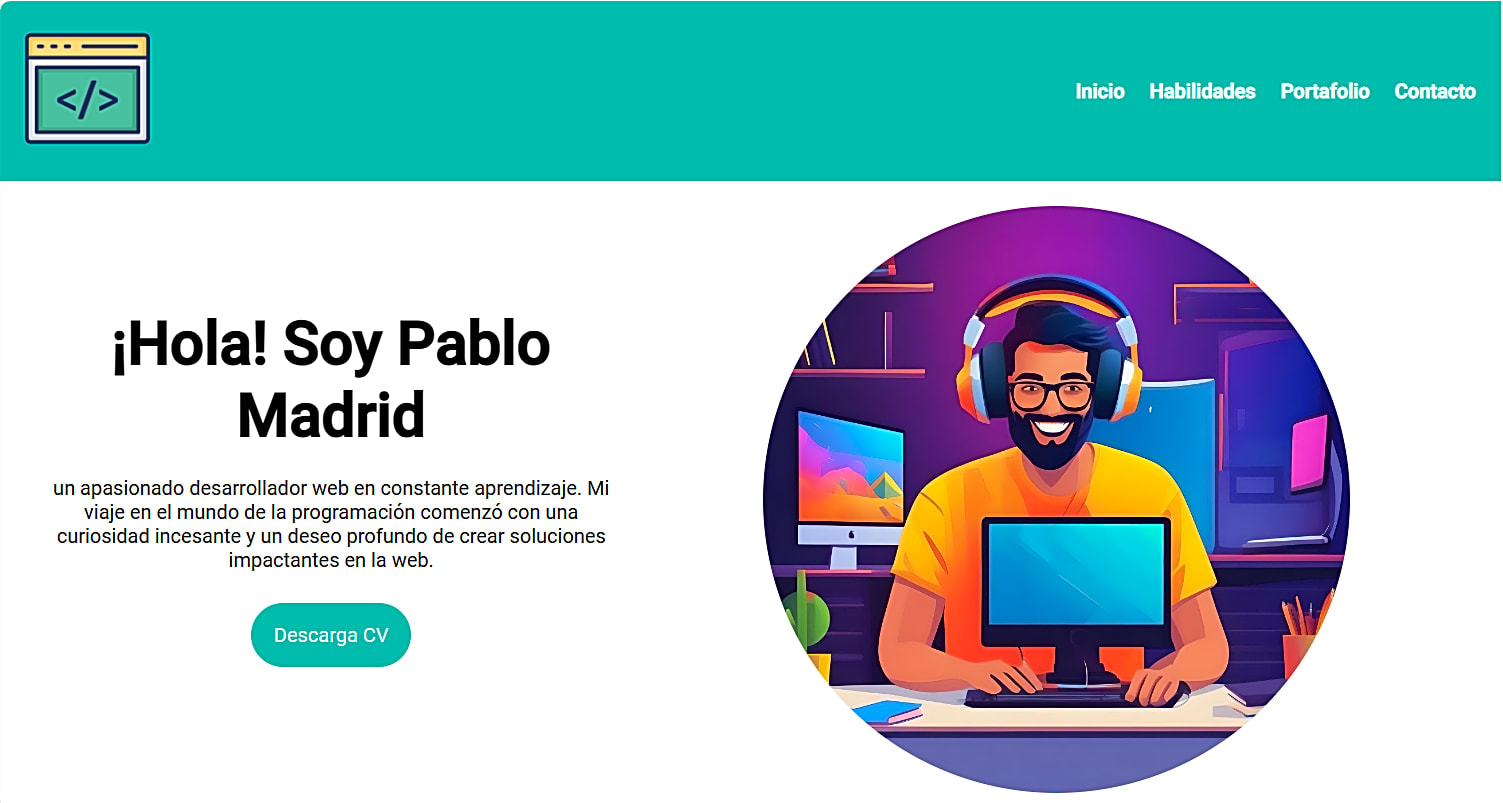 </>
Inicio Habilidades Portafolio Contacto
¡Hola! Soy Pablo
Madrid
un apasionado desarrollador web en constante aprendizaje. Mi
viaje en el mundo de la programación comenzó con una
curiosidad incesante y un deseo profundo de crear soluciones
impactantes en la web.
Descarga CV